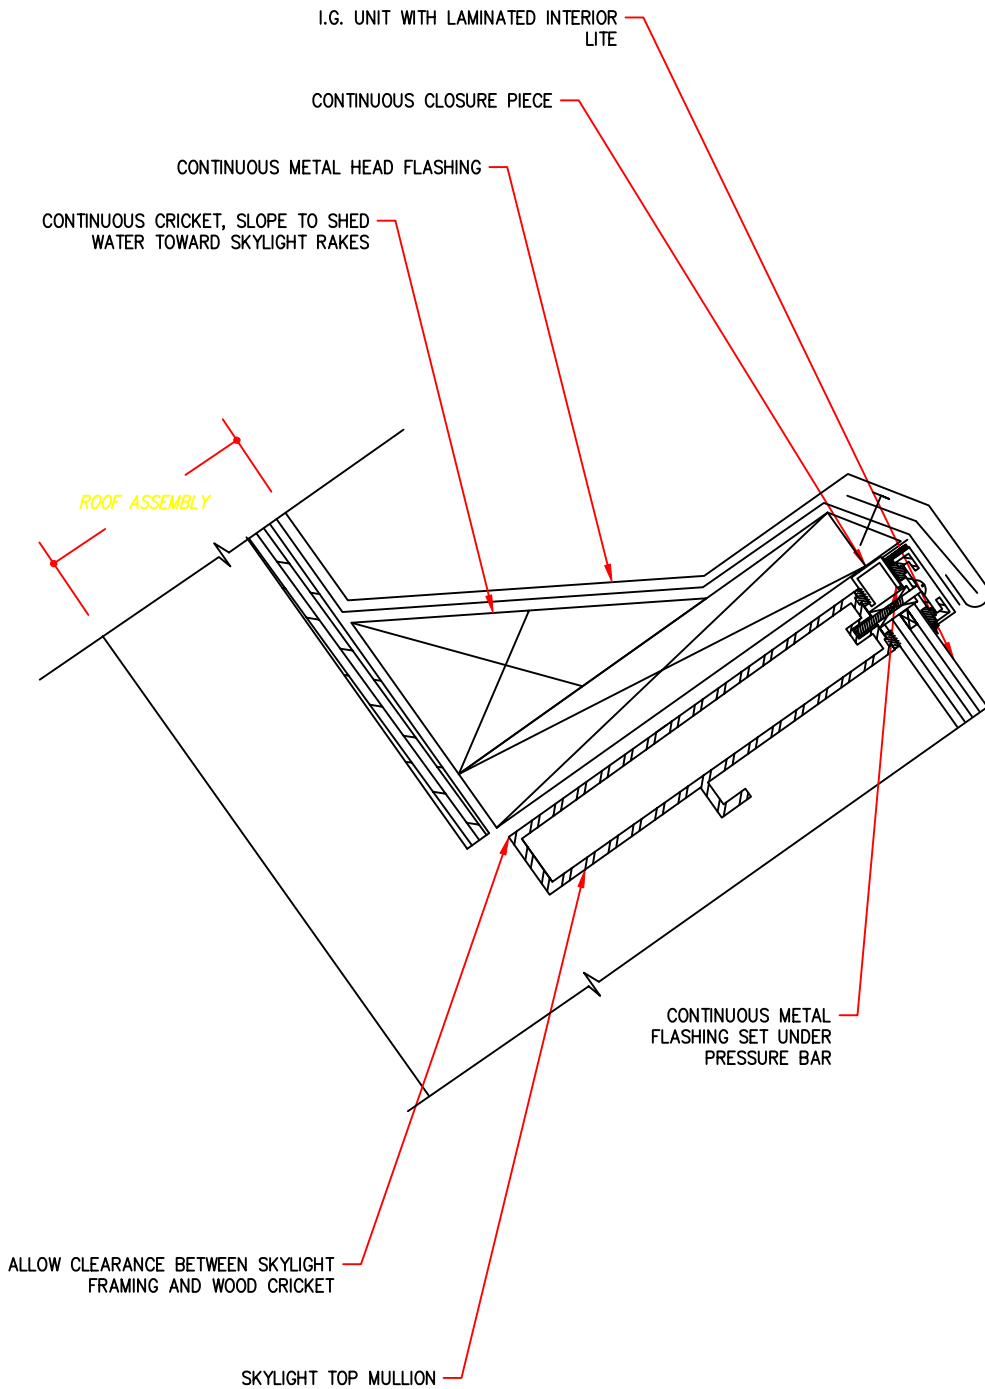 I.G. UNIT WITH LAMINATED INTERIOR
LITE
CONTINUOUS CLOSURE PIECE
CONTINUOUS METAL HEAD FLASHING
CONTINUOUS CRICKET, SLOPE TO SHED
WATER TOWARD SKYLIGHT RAKES
ROOF ASSEMBLY
CONTINUOUS METAL
FLASHING SET UNDER
PRESSURE BAR
ALLOW CLEARANCE BETWEEN SKYLIGHT
FRAMING AND WOOD CRICKET
SKYLIGHT TOP MULLION